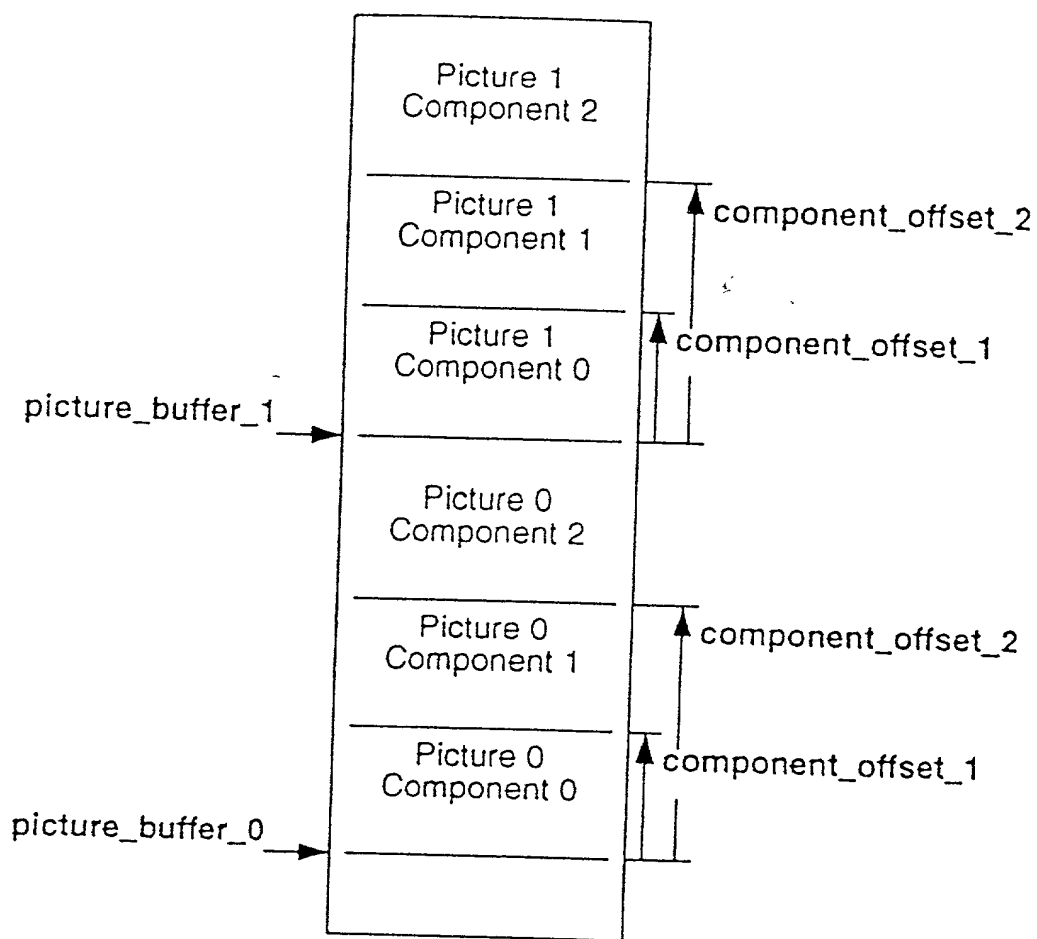 Picture 1
Component 2
Picture 1
Component 1
component_offset_2
Picture 1
Component 0
component_offset_1
picture_buffer_1
Picture 0
Component 2
Picture 0
Component 1
component_offset_2
Picture 0
Component 0
component_offset_1
picture_buffer_0